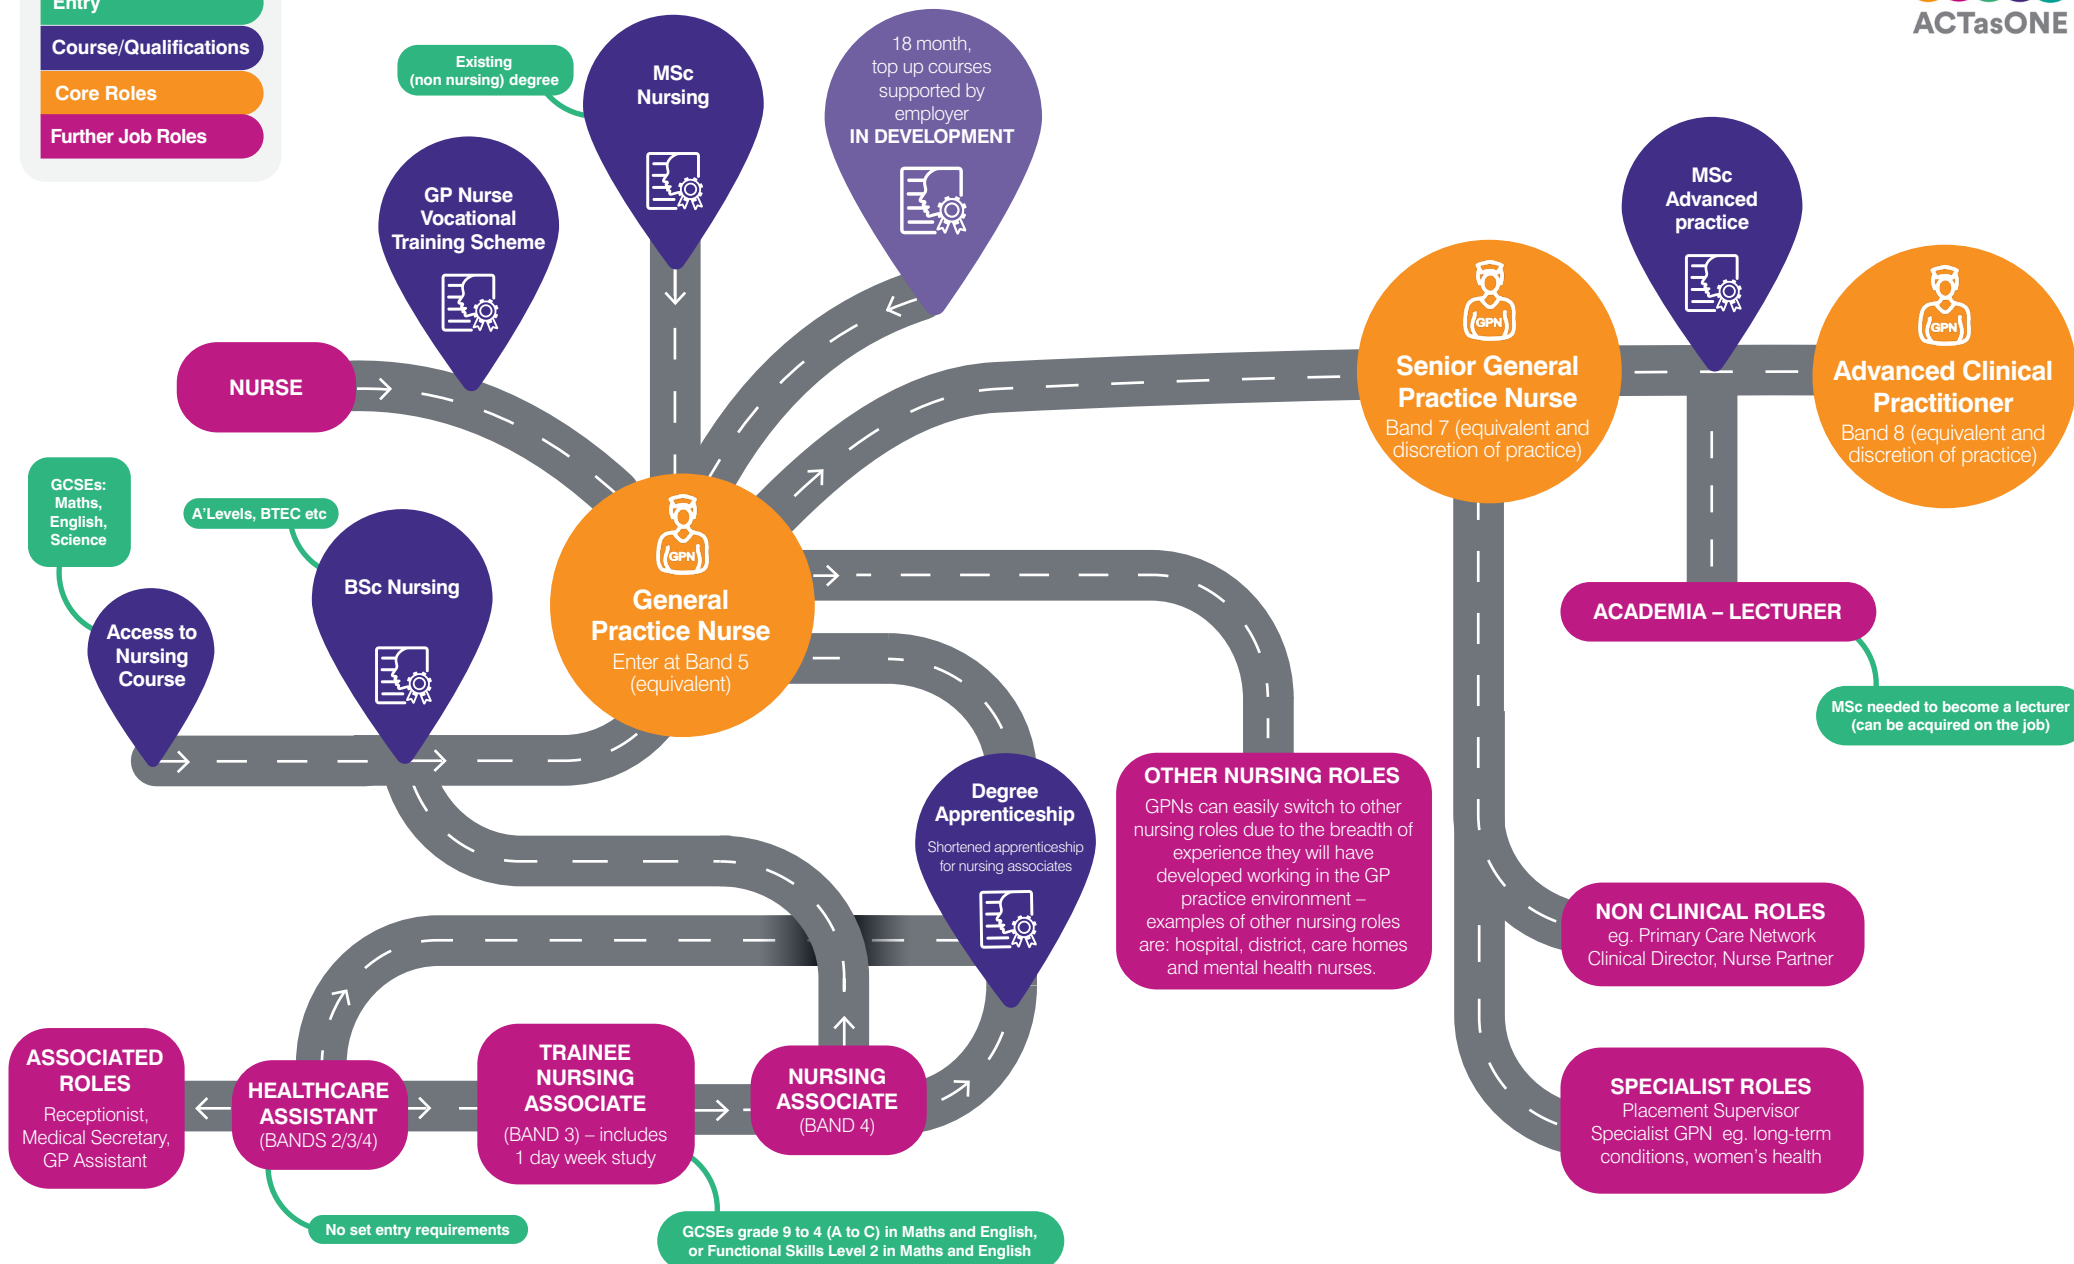 Entry
Course/Qualifications
Core Roles
Further Job Roles
ACTasONE
Existing
(non nursing) degree
MSc
Nursing
18 month,
top up courses
supported by
employer
IN DEVELOPMENT
GP Nurse
Vocational
Training Scheme
MSc
Advanced
practice
NURSE
GPN
Senior General
Practice Nurse
Band 7 (equivalent and
discretion of practice)
GPN
Advanced Clinical
Practitioner
Band 8 (equivalent and
discretion of practice)
GCSEs:
Maths,
English,
Science
A'Levels, BTEC etc
Access to
Nursing
Course
BSc Nursing
GPN
General
Practice Nurse
Enter at Band 5
(equivalent)
ACADEMIA – LECTURER
MSc needed to become a lecturer
(can be acquired on the job)
Degree
Apprenticeship
Shortened apprenticeship
for nursing associates
OTHER NURSING ROLES
GPNs can easily switch to other
nursing roles due to the breadth of
experience they will have
developed working in the GP
practice environment –
examples of other nursing roles
are: hospital, district, care homes
and mental health nurses.
NON CLINICAL ROLES
eg. Primary Care Network
Clinical Director, Nurse Partner
ASSOCIATED
ROLES
Receptionist,
Medical Secretary,
GP Assistant
HEALTHCARE
ASSISTANT
(BANDS 2/3/4)
TRAINEE
NURSING
ASSOCIATE
(BAND 3) – includes
1 day week study
NURSING
ASSOCIATE
(BAND 4)
SPECIALIST ROLES
Placement Supervisor
Specialist GPN eg. long-term
conditions, women's health
No set entry requirements
GCSEs grade 9 to 4 (A to C) in Maths and English,
or Functional Skills Level 2 in Maths and English